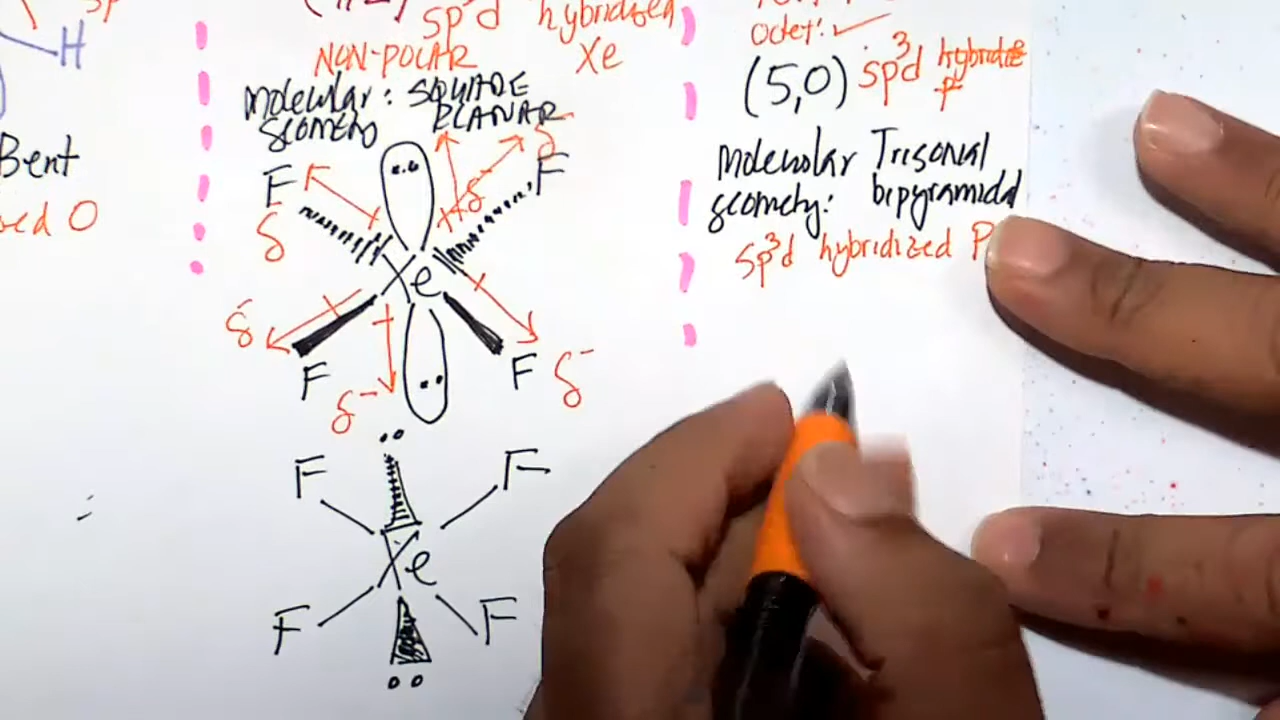 sp
H
Bent
O
sp³d hybridized
NON-POLAR Xe
molecular : SQUARE
geometry PLANAR
δ⁻
F F
δ⁻
δ
Xe
δ
F F δ⁻
δ⁻
F F
Xe
F F
octet: ✓
(5,0) sp³d
P
molecular Trigonal
geometry: bipyramidal
sp³d hybridized P